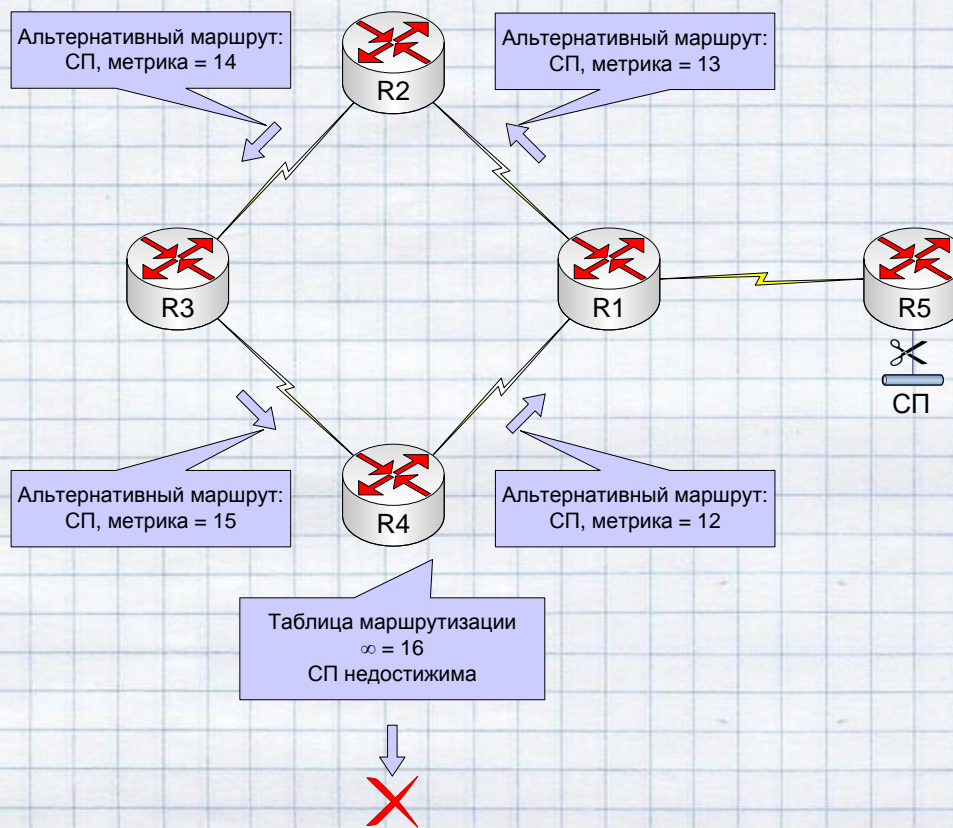 Альтернативный маршрут:
СП, метрика = 14
Альтернативный маршрут:
СП, метрика = 13
R2
R3
R1
R5
СП
Альтернативный маршрут:
СП, метрика = 15
Альтернативный маршрут:
СП, метрика = 12
R4
Таблица маршрутизации
∞ = 16
СП недостижима